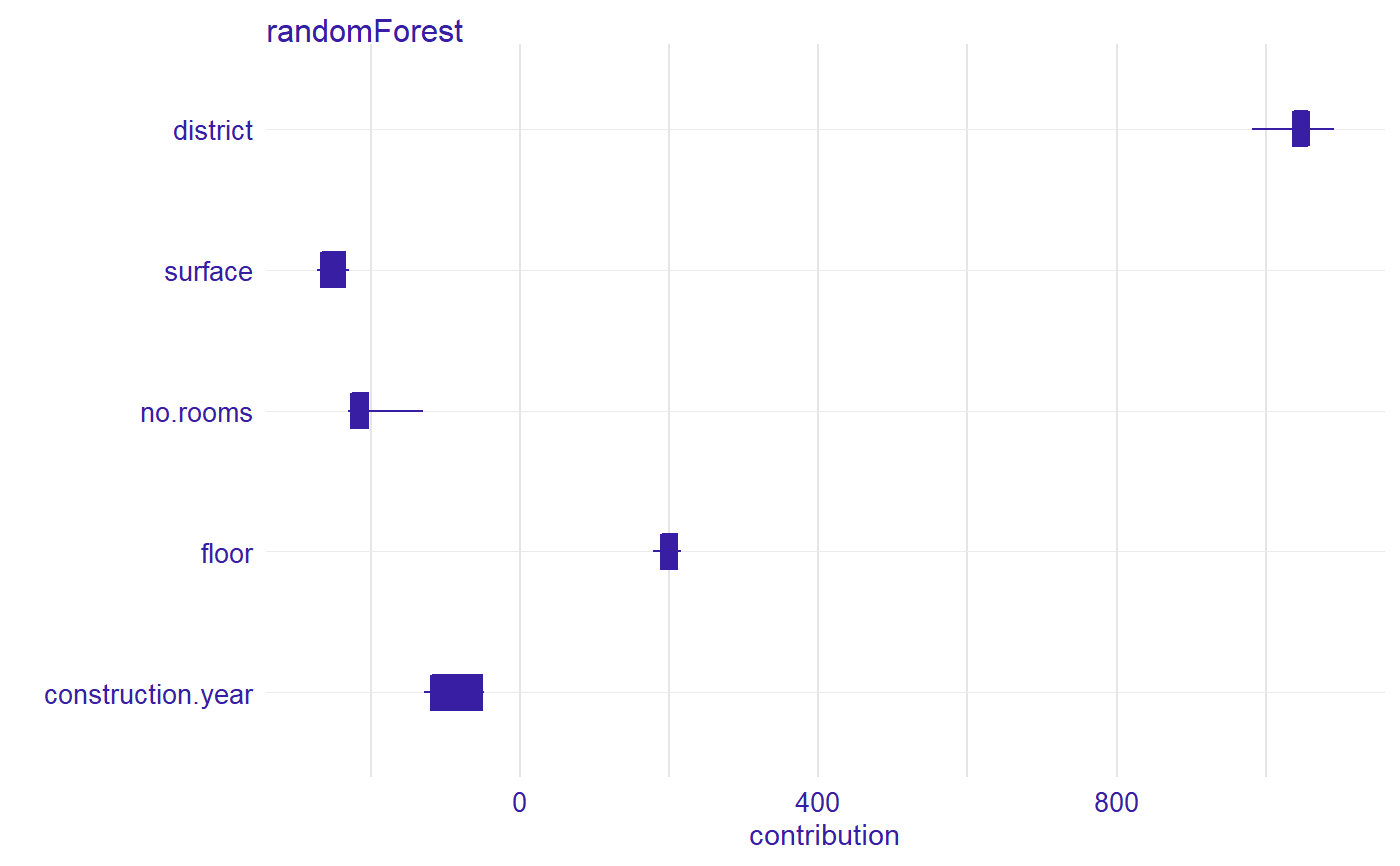 randomForest
district
surface
no.rooms
floor
construction.year
0 400 800
contribution